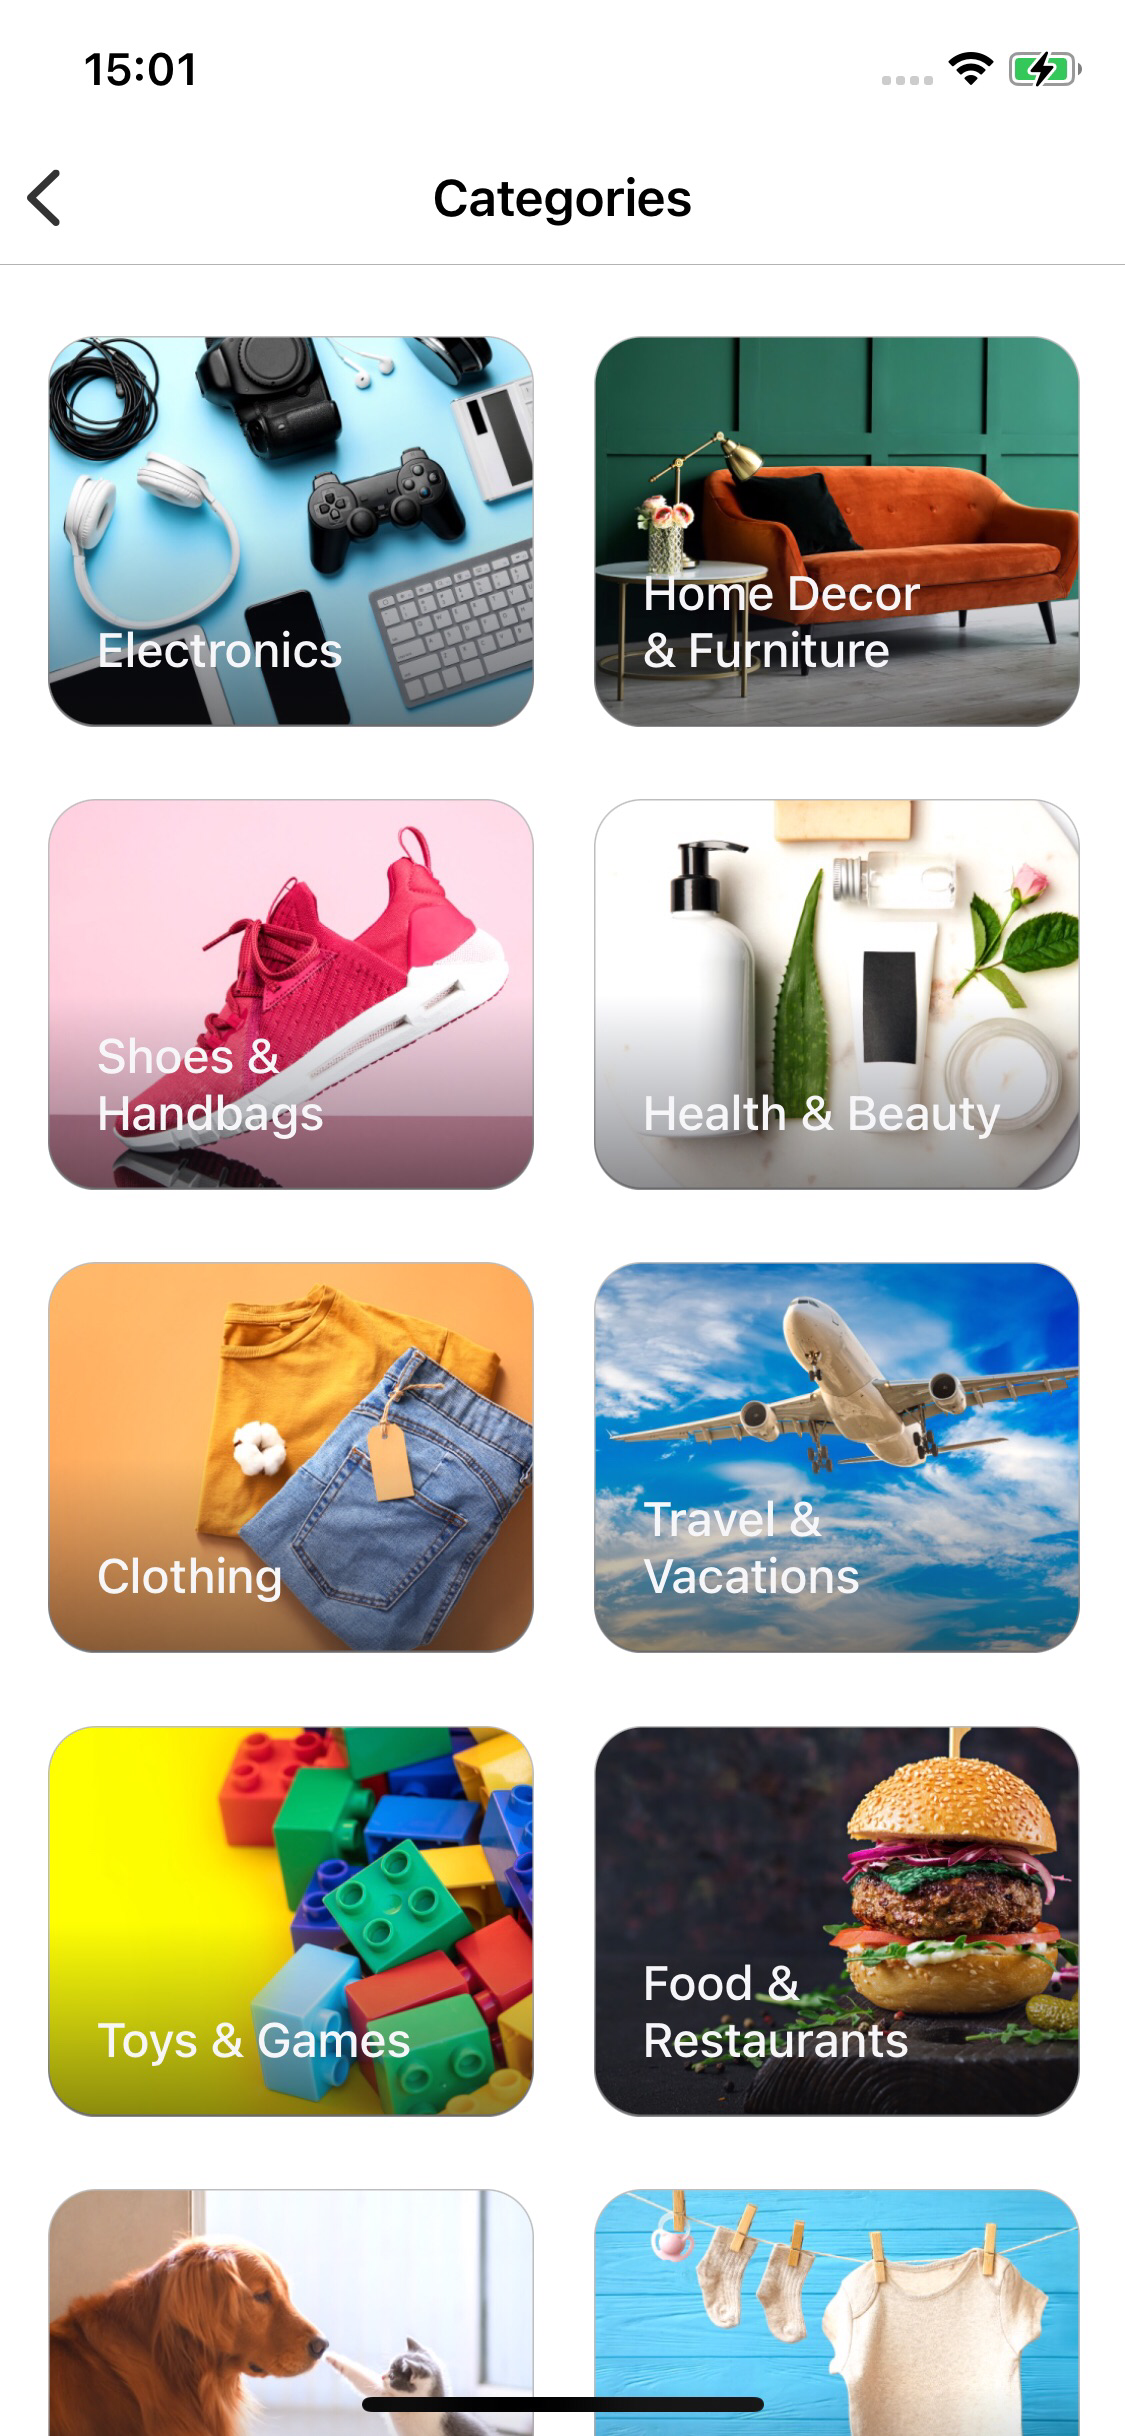 15:01
Categories
Electronics
Home Decor
& Furniture
Shoes &
Handbags
Health & Beauty
Clothing
Travel &
Vacations
Toys & Games
Food &
Restaurants